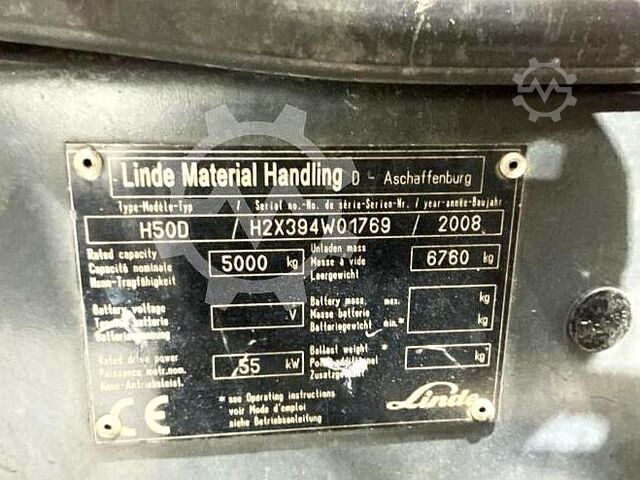 Linde Material Handling D - Aschaffenburg
Type-Modèle-Typ / Serial no.-No. de série-Serien-Nr. / year-année-Baujahr
H50D / H2X394W01769 / 2008
Rated capacity
Capacité nominale
Nenn-Tragfähigkeit
5000 kg
Unladen mass
Masse à vide
Leergewicht
6760 kg
Battery voltage
batterie
V
Battery mass max.
Masse batterie
Batteriegewicht min.*
kg
kg
Rated drive power
Puissance motr.nom.
Nenn-Antriebsleist.
55 kW
Ballast weight *
Zusatzgewicht
kg
* see Operating instructions
voir Mode d'emploi
siehe Betriebsanleitung
CE
Linde